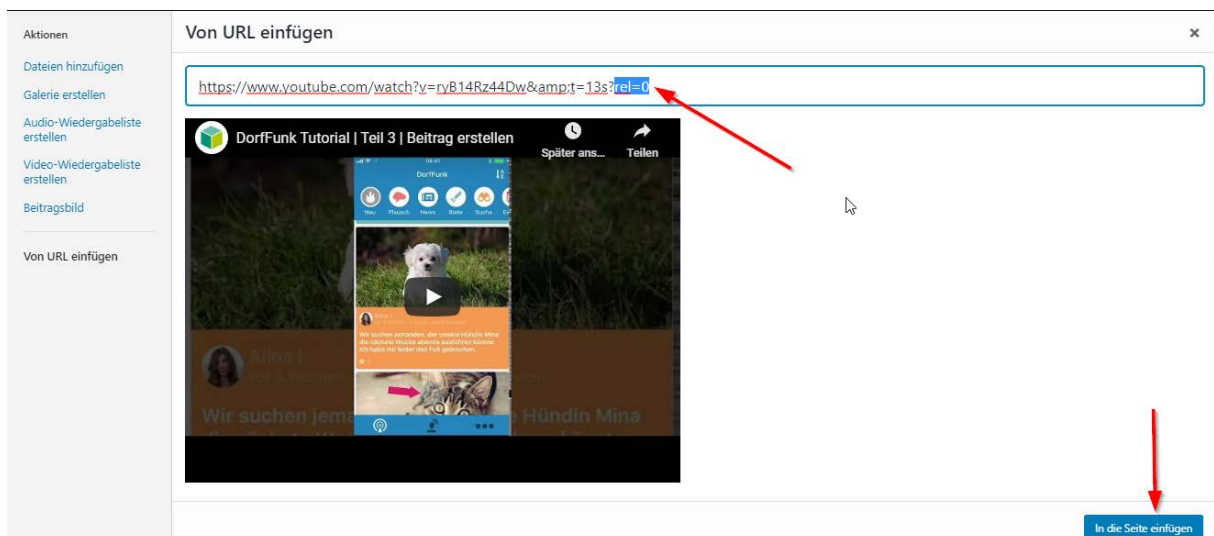 Aktionen
Dateien hinzufügen
Galerie erstellen
Audio-Wiedergabeliste
erstellen
Video-Wiedergabeliste
erstellen
Beitragsbild
Von URL einfügen
Von URL einfügen
https://www.youtube.com/watch?v=ryB14Rz44Dw&amp;t=13s?rel=0
DorfFunk Tutorial | Teil 3 | Beitrag erstellen
Später ans...
Teilen
DorfFunk
Neu Plausch News Biete Suche
Alina I.
Wir suchen jemanden, der unsere Hündin Mina
die nächste Woche abends ausführen könnte.
Ich habe mir leider den Fuß gebrochen.
Alina I.
Wir suchen jema
e Hündin Mina
In die Seite einfügen